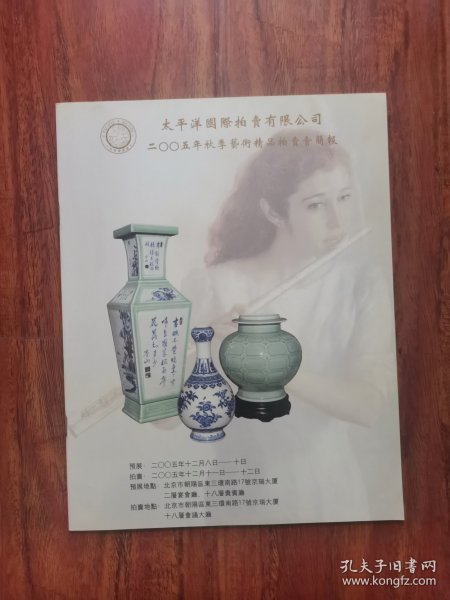 太平洋國際拍賣有限公司
二〇〇五年秋季藝術精品拍賣會簡報
預展：二〇〇五年十二月八日——十日
拍賣：二〇〇五年十二月十一日——十二日
預展地點：北京市朝陽區東三環南路17號京瑞大厦
二層宴會廳、十八層貴賓廳
拍賣地點：北京市朝陽區東三環南路17號京瑞大厦
十八層會議大廳
孔夫子旧书网
www.kongfz.com